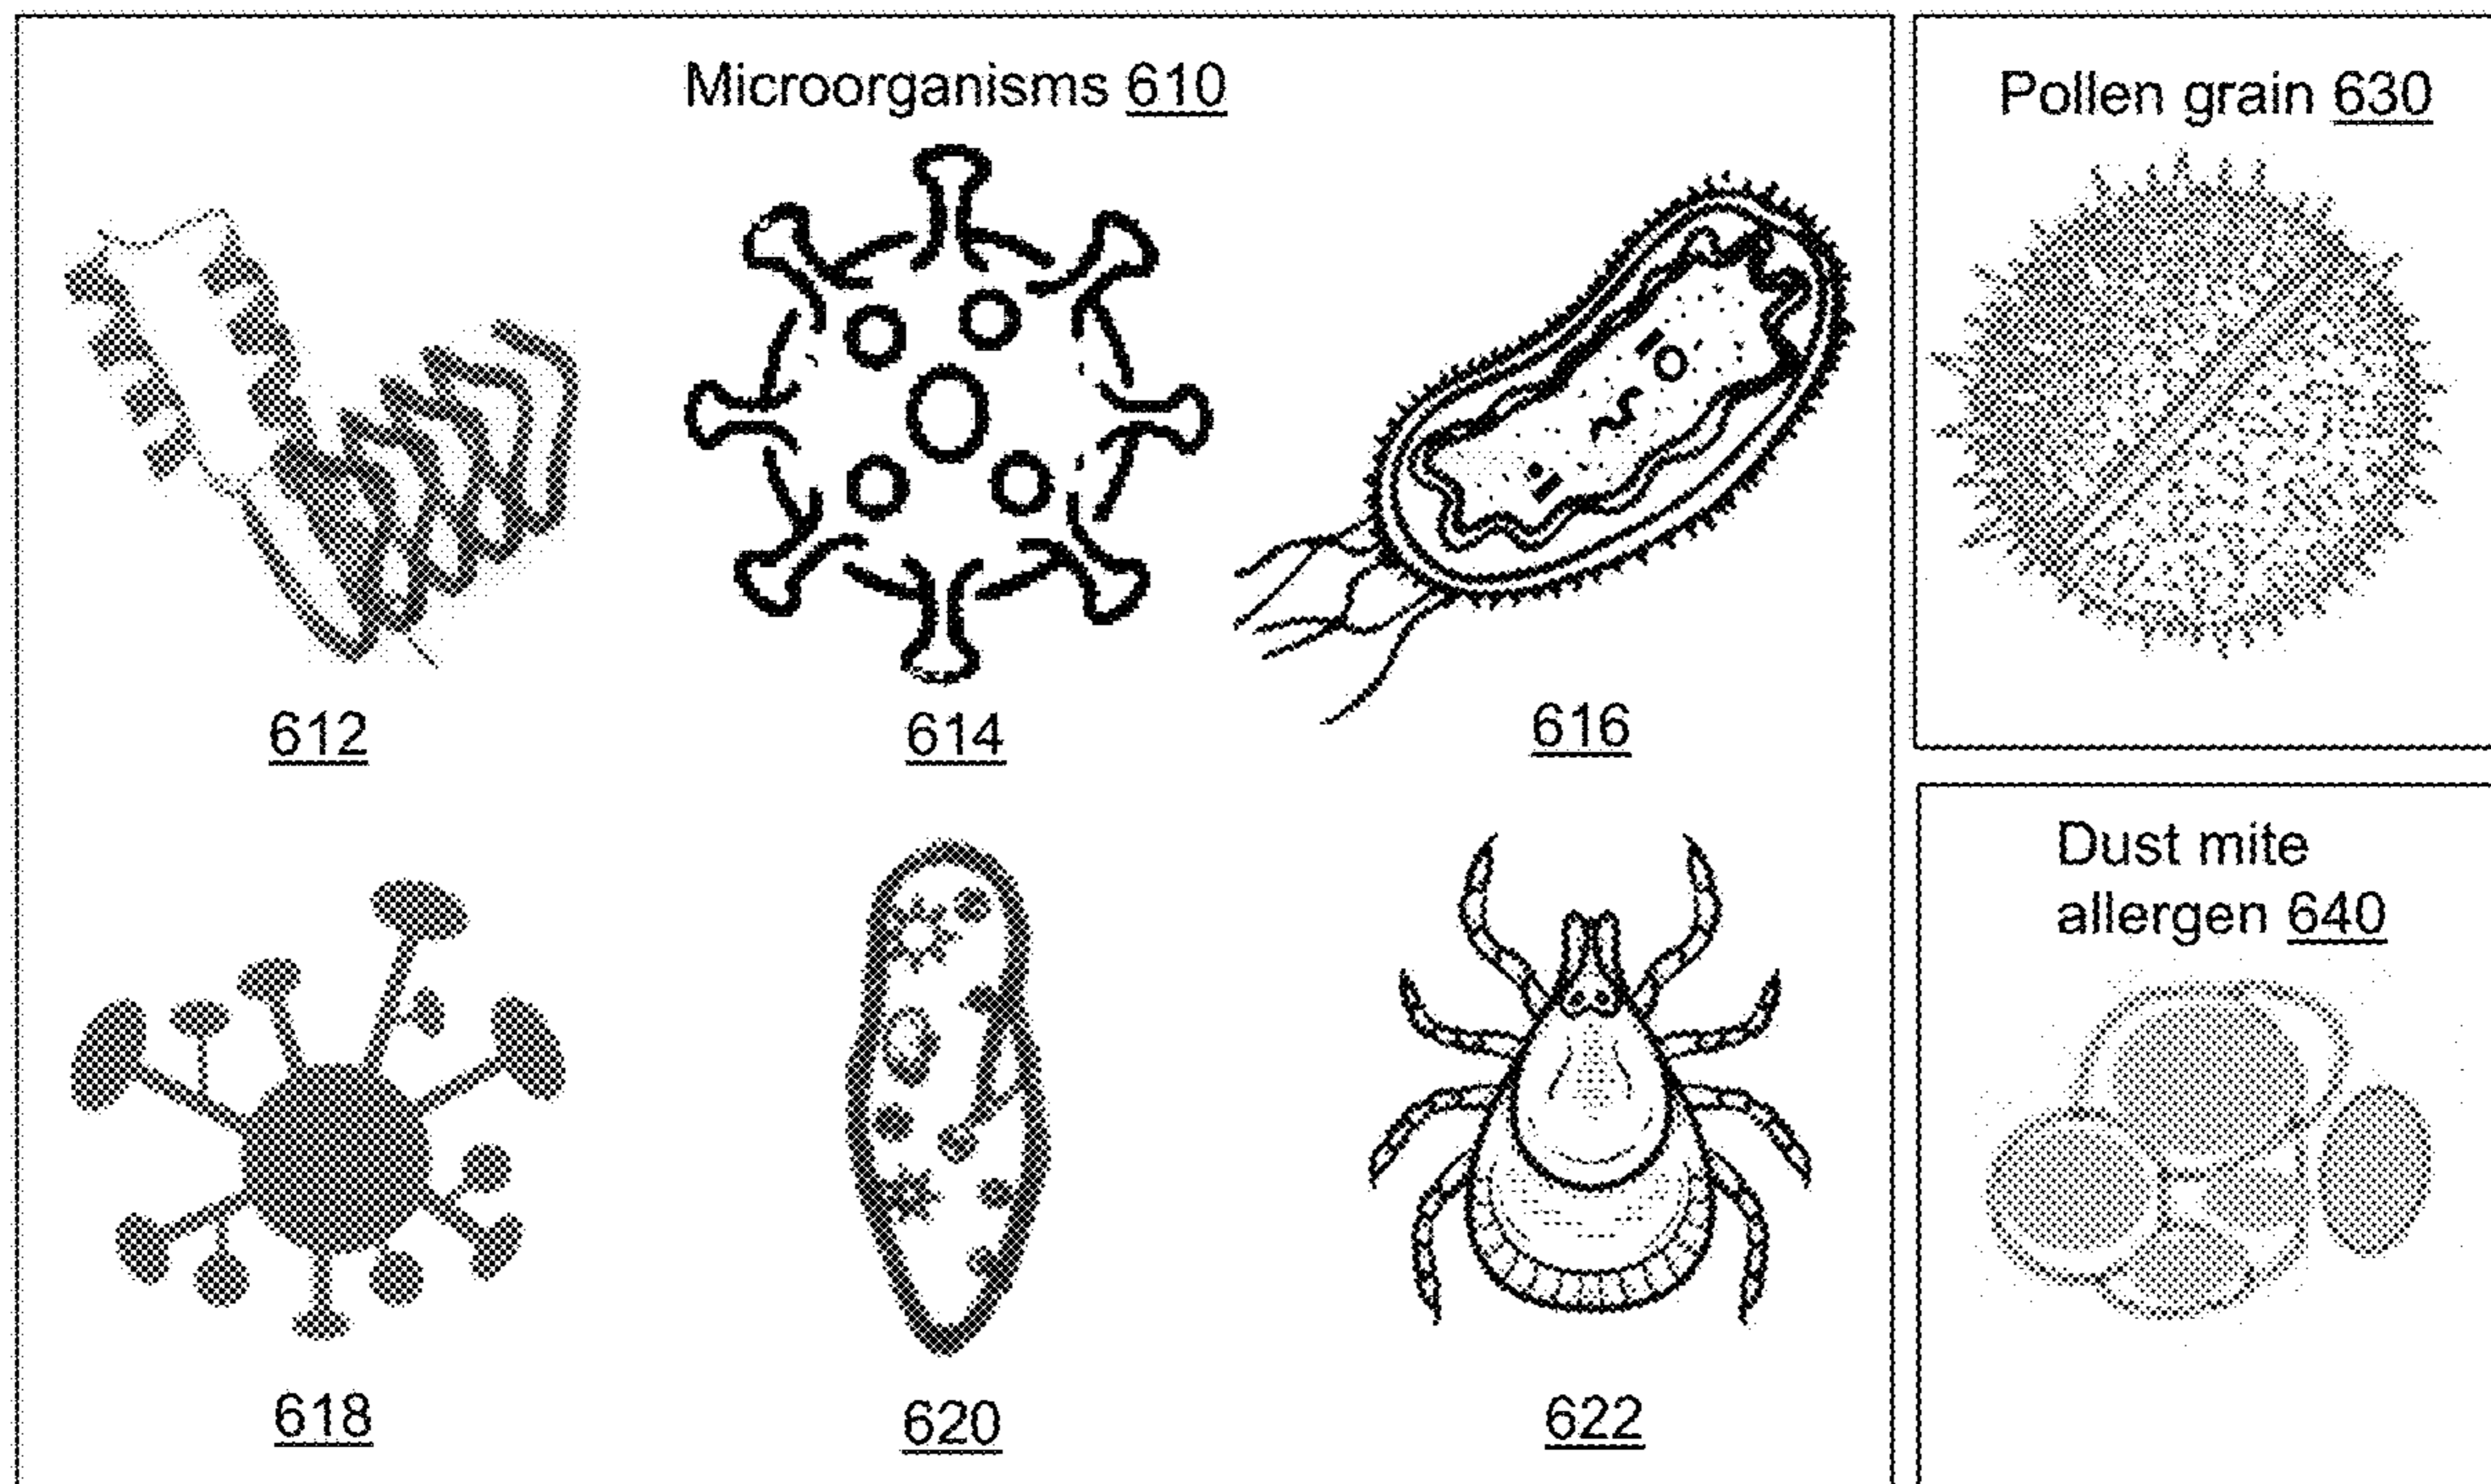 Microorganisms 610
612
614
616
618
620
622
Pollen grain 630
Dust mite
allergen 640